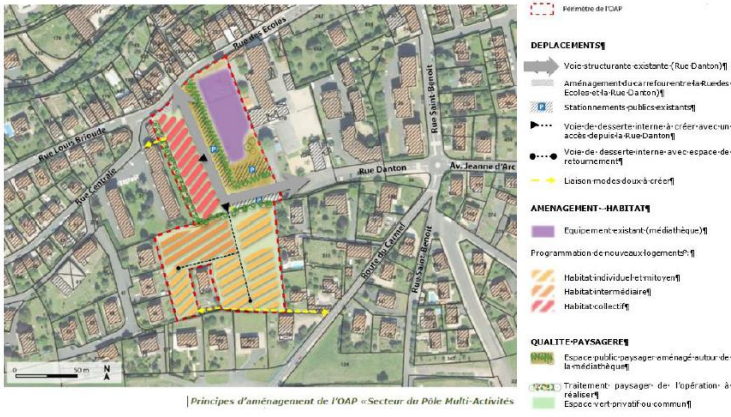 Rue des Ecoles
Rue Louis Brioude
Rue Centrale
Rue Danton
Rue Saint-Benoit
Av. Jeanne d'Arc
Route du Carmel
Rue Saint-Benoit
P
P
P
0 50 m N
Principes d'aménagement de l'OAP «Secteur du Pôle Multi-Activités
Périmètre de l'OAP
DEPLACEMENTS¶
Voie·structurante·existante·(Rue·Danton)¶
Aménagement·du·carrefour·entre·la·Rue·des·
Ecoles·et·la·Rue·Danton)¶
P Stationnements·publics·existants¶
Voie·de·desserte·interne·à·créer·avec·un·
accès·depuis·la·Rue·Danton¶
Voie·de·desserte·interne·avec·espace·de·
retournement¶
Liaison·modes·doux·à·créer¶
AMENAGEMENT·-·HABITAT¶
Equipement·existant·(médiathèque)¶
Programmation·de·nouveaux·logements·:¶
Habitat·individuel·et·mitoyen¶
Habitat·intermédiaire¶
Habitat·collectif¶
QUALITE·PAYSAGERE¶
Espace·public·paysager·aménagé·autour·de·
la·médiathèque¶
Traitement·paysager·de·l'opération·à·
réaliser¶
Espace·vert·privatif·ou·commun¶